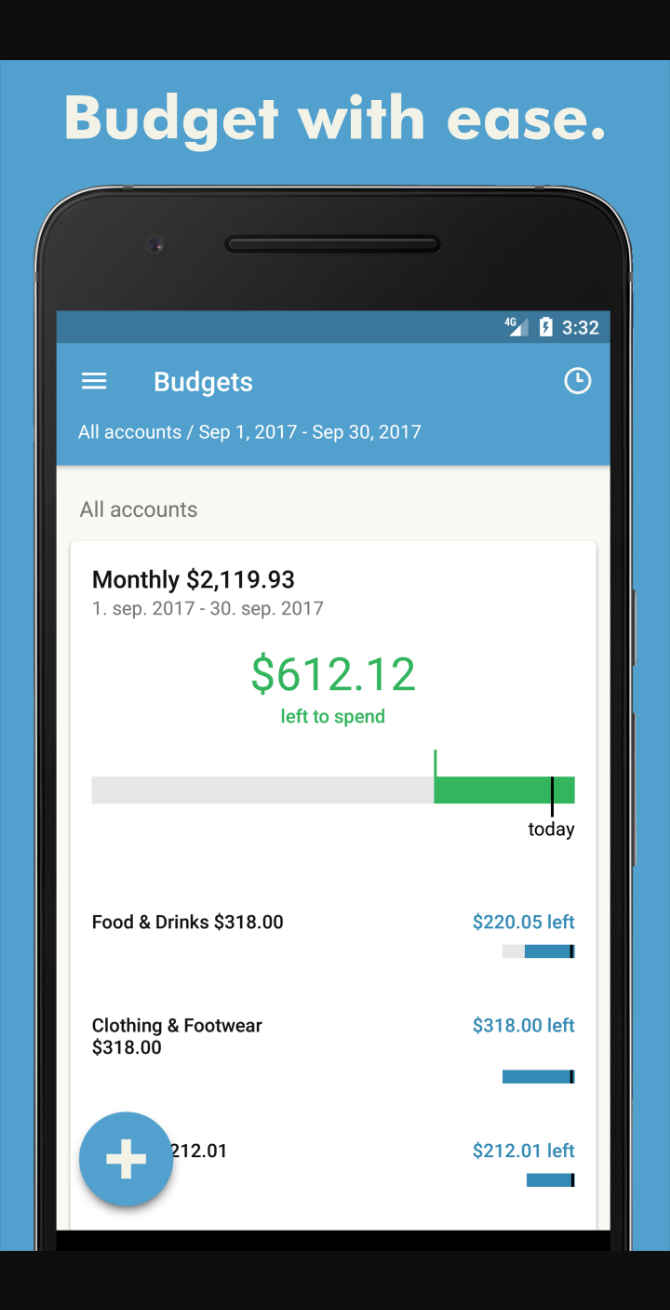 Budget with ease.
4G 3:32
Budgets
All accounts / Sep 1, 2017 - Sep 30, 2017
All accounts
Monthly $2,119.93
1. sep. 2017 - 30. sep. 2017
$612.12
left to spend
today
Food & Drinks $318.00 $220.05 left
Clothing & Footwear $318.00 left
$318.00
212.01 $212.01 left